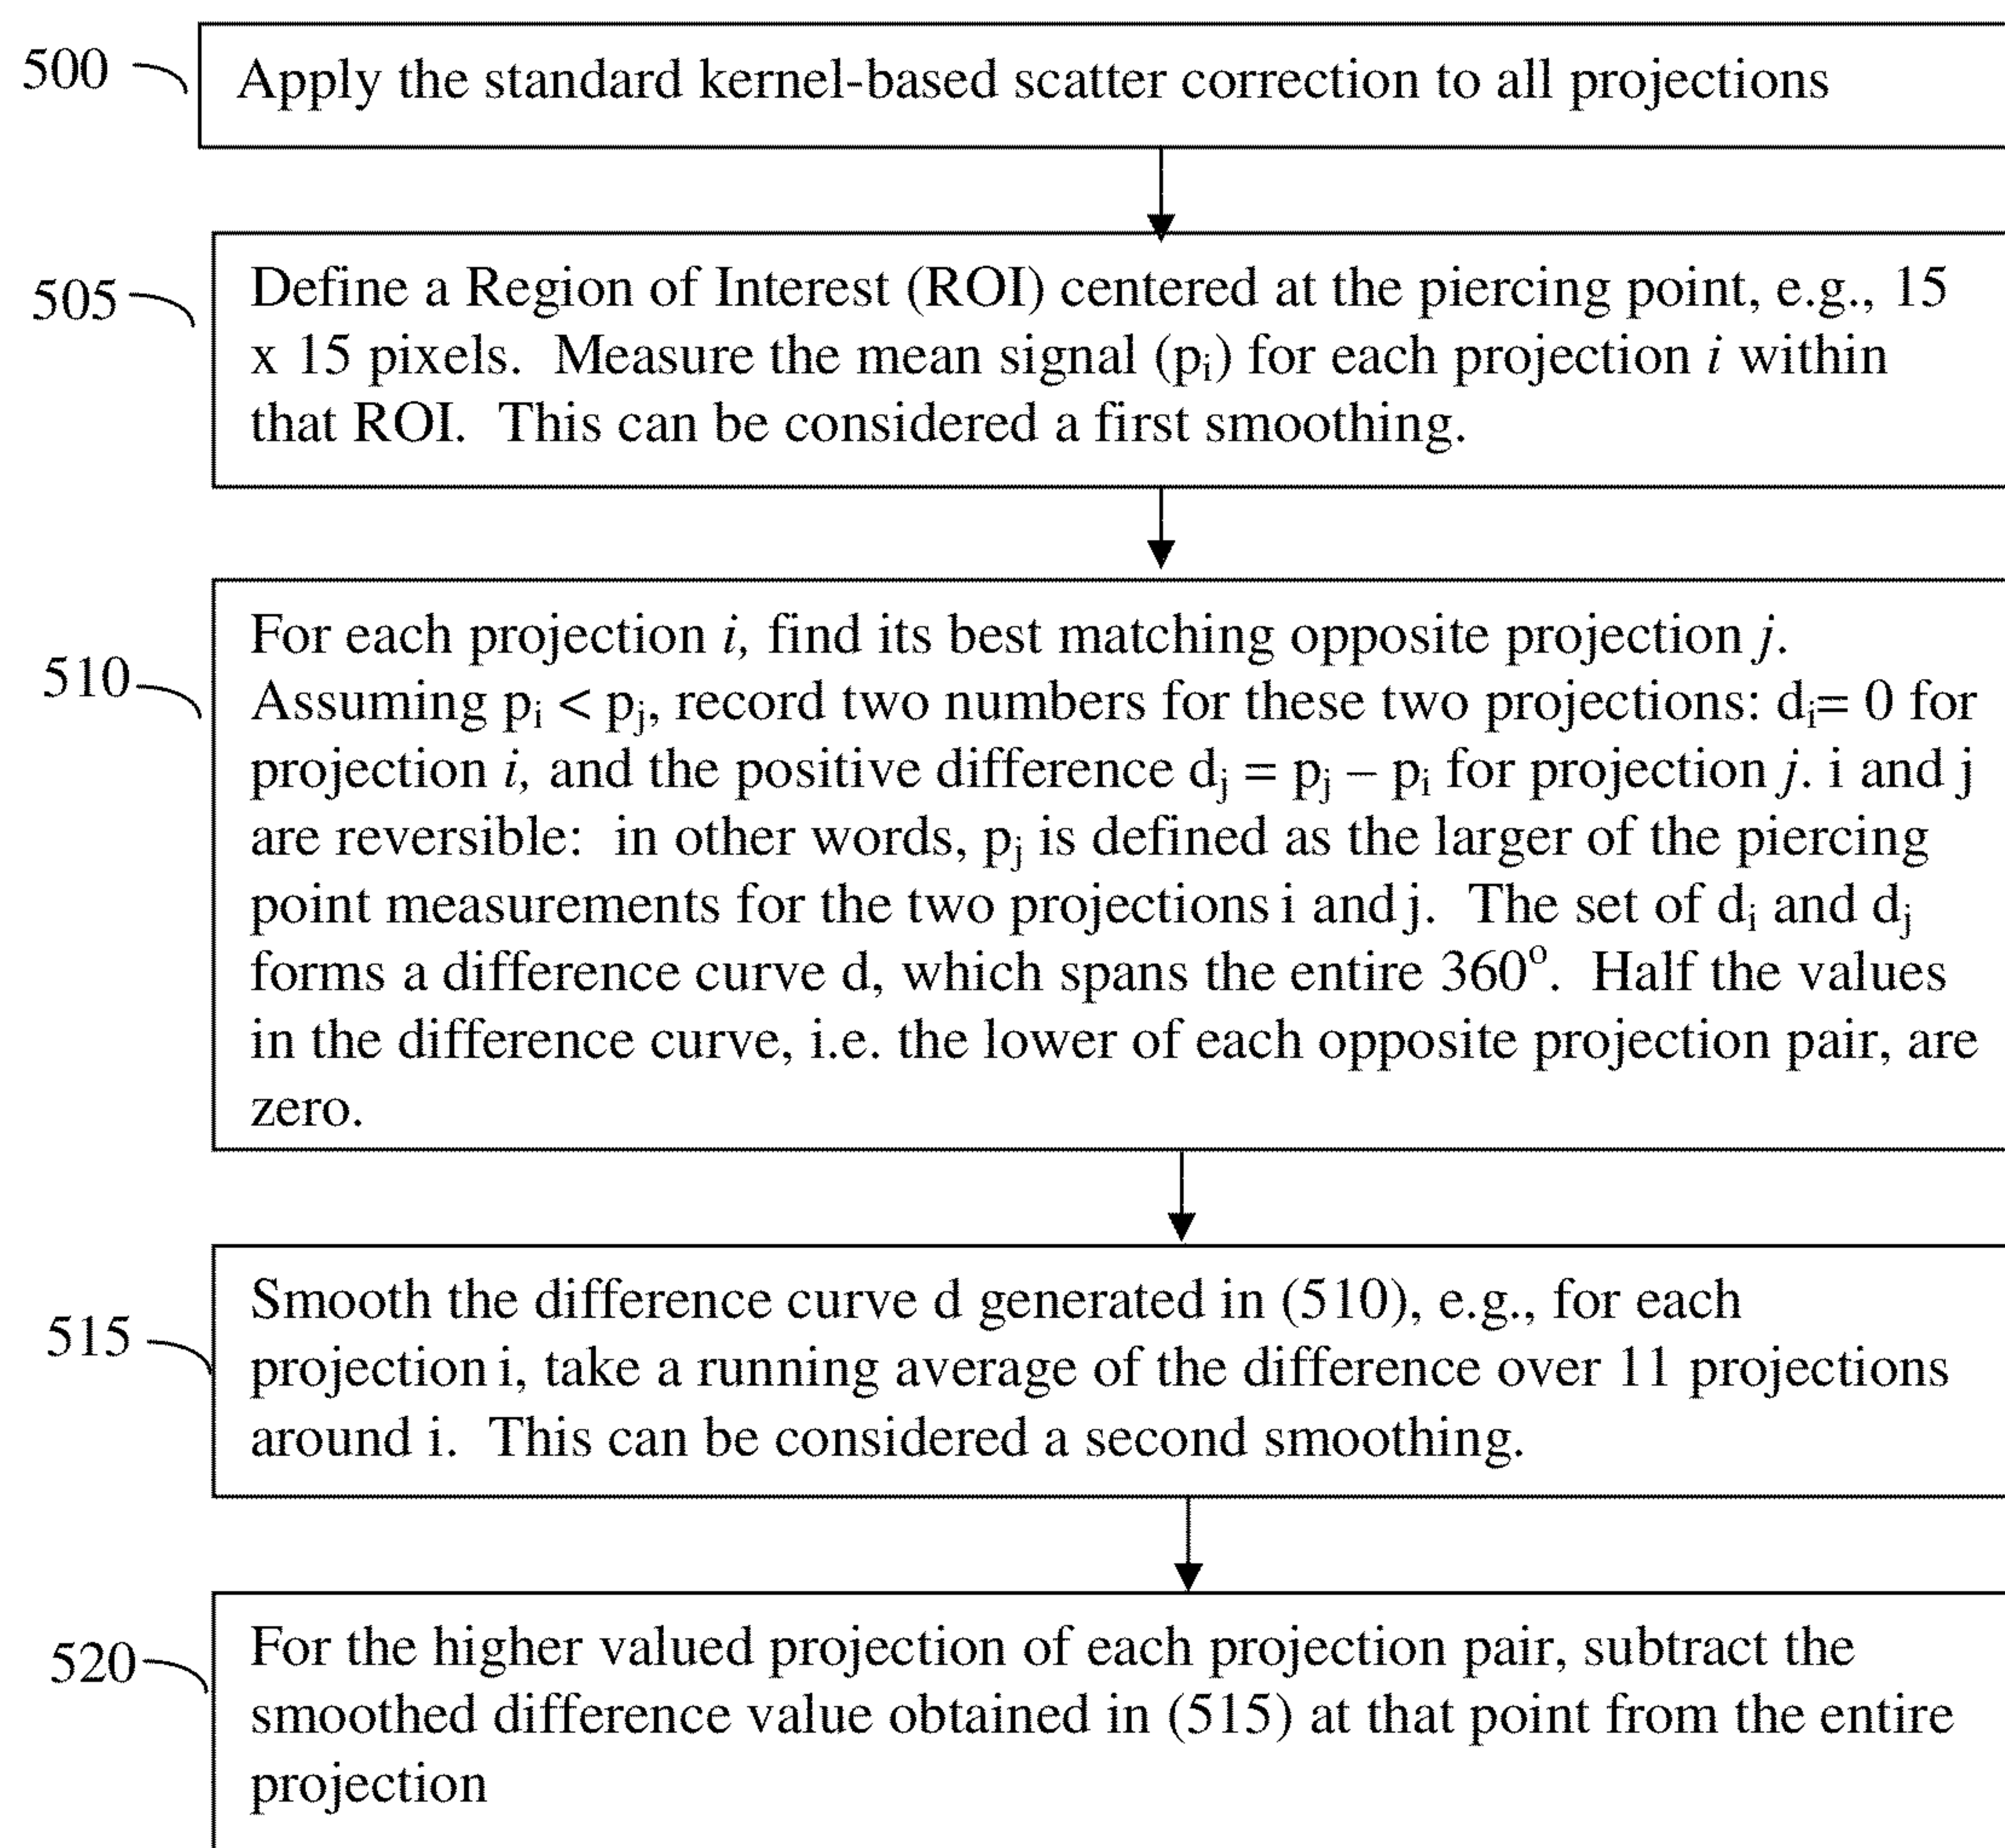 500 Apply the standard kernel-based scatter correction to all projections
505 Define a Region of Interest (ROI) centered at the piercing point, e.g., 15
x 15 pixels. Measure the mean signal (pᵢ) for each projection i within
that ROI. This can be considered a first smoothing.
510 For each projection i, find its best matching opposite projection j.
Assuming pᵢ < pⱼ, record two numbers for these two projections: dᵢ= 0 for
projection i, and the positive difference dⱼ = pⱼ – pᵢ for projection j. i and j
are reversible: in other words, pⱼ is defined as the larger of the piercing
point measurements for the two projections i and j. The set of dᵢ and dⱼ
forms a difference curve d, which spans the entire 360°. Half the values
in the difference curve, i.e. the lower of each opposite projection pair, are
zero.
515 Smooth the difference curve d generated in (510), e.g., for each
projection i, take a running average of the difference over 11 projections
around i. This can be considered a second smoothing.
520 For the higher valued projection of each projection pair, subtract the
smoothed difference value obtained in (515) at that point from the entire
projection